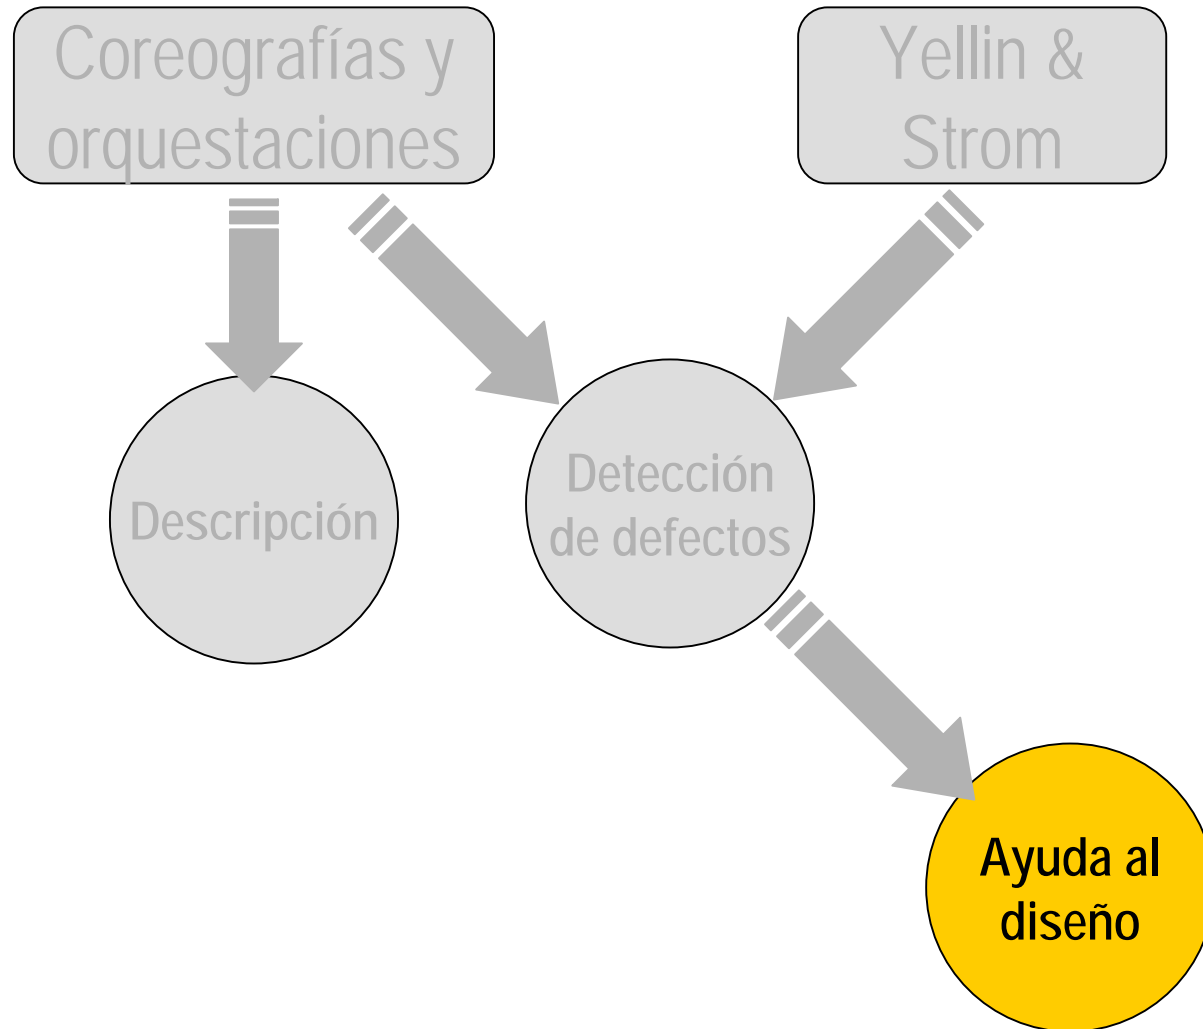 Coreografías y
orquestaciones
Yellin &
Strom
Descripción
Detección
de defectos
Ayuda al
diseño